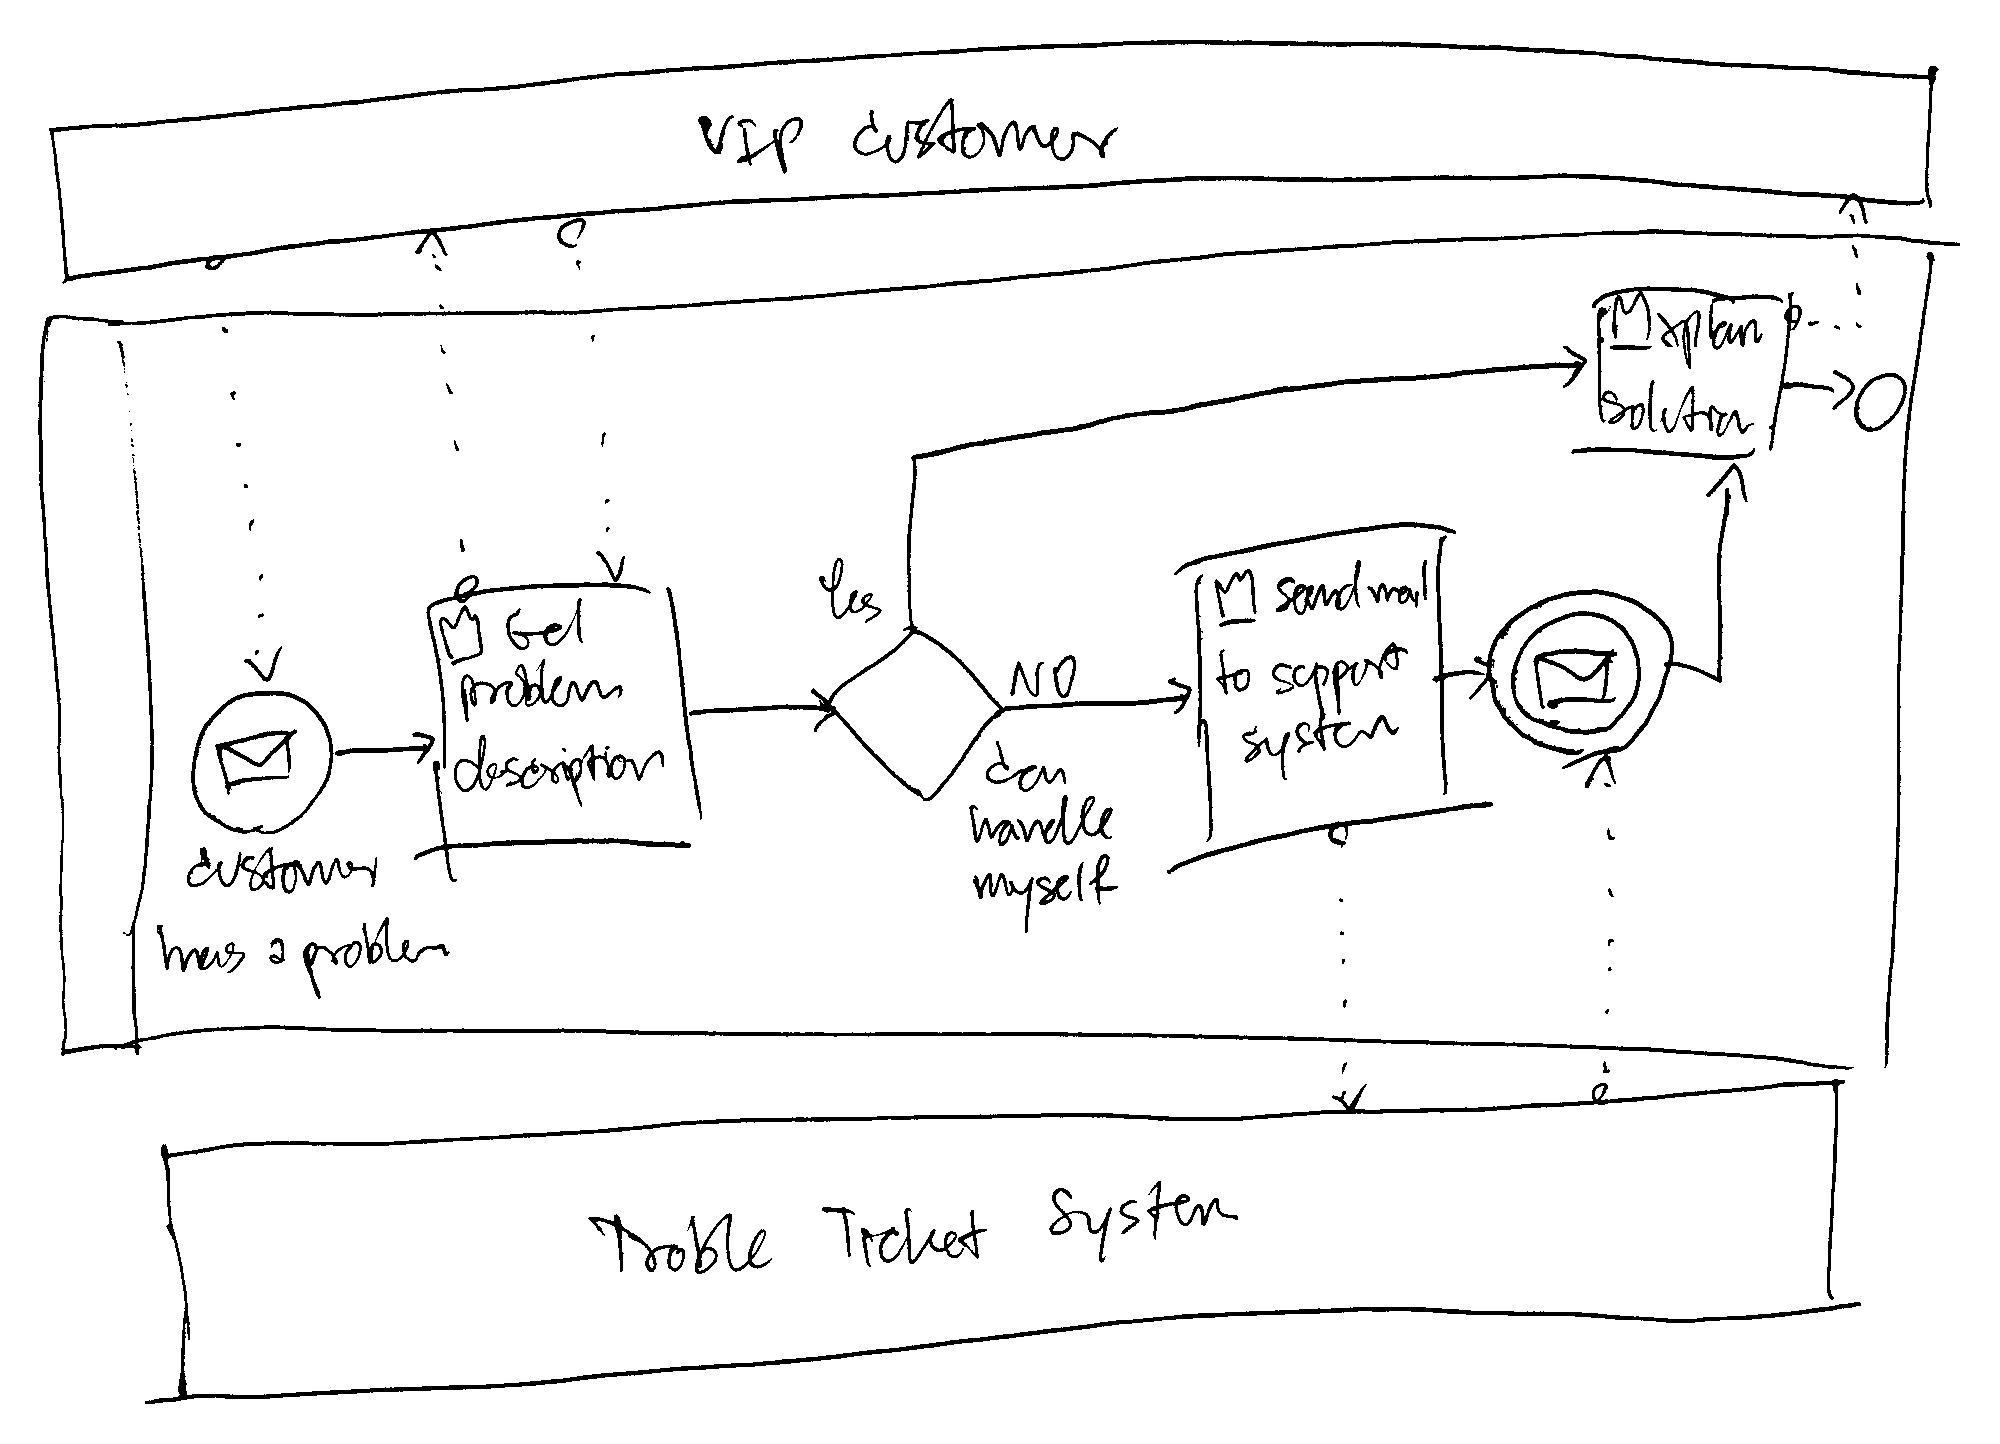 VIP customer
xplain
solution
Yes
Get
problem
description
NO
send mail
to support
system
can
handle
myself
customer
has a problem
Troble Ticket System